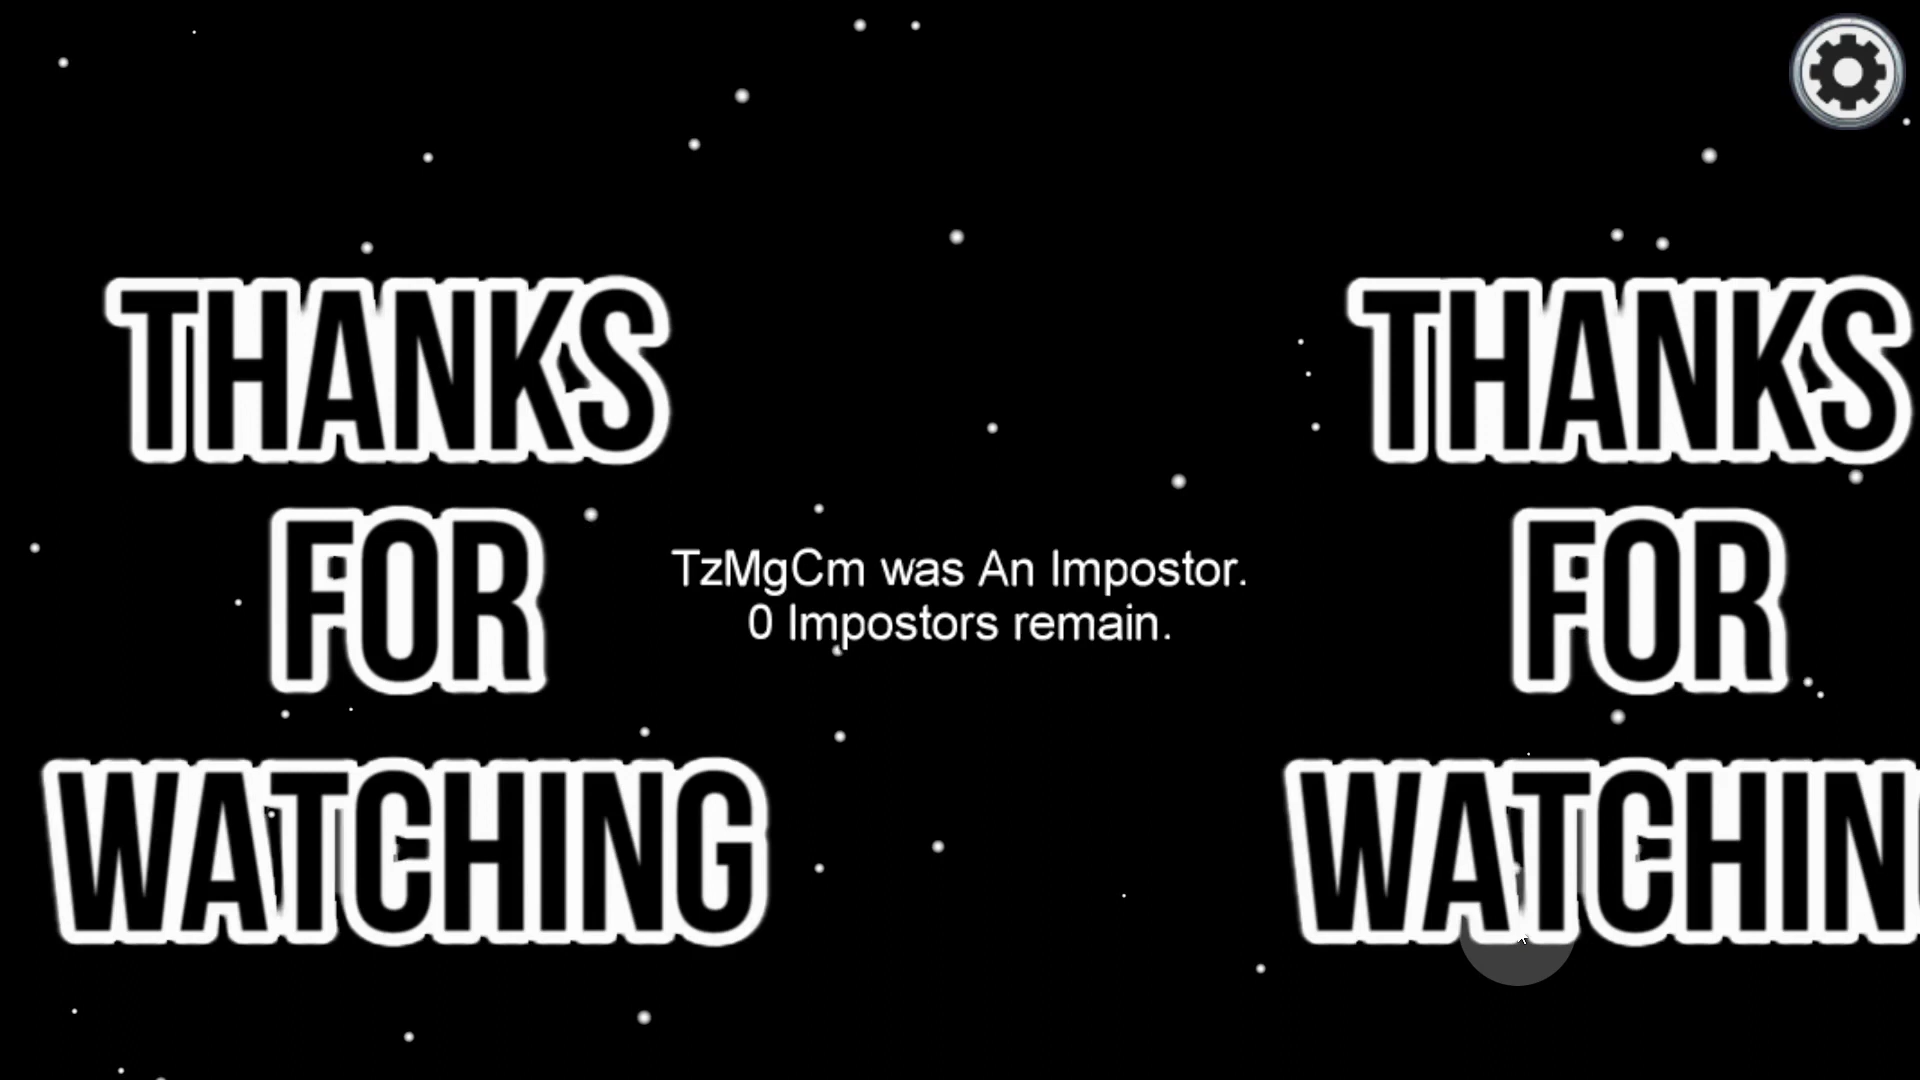 THANKS
FOR
WATCHING
TzMgCm was An Impostor.
0 Impostors remain.
THANKS
FOR
WATCHIN